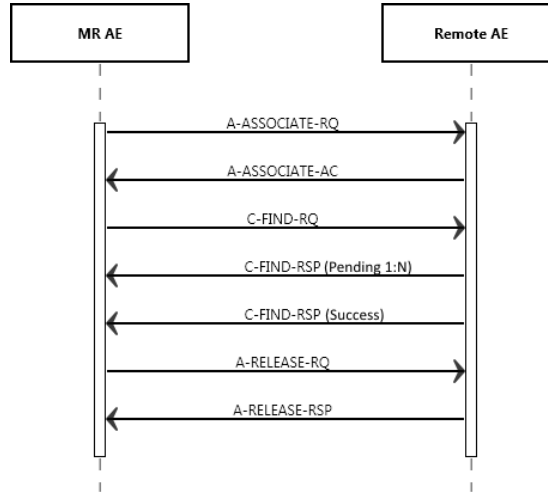 MR AE
Remote AE
A-ASSOCIATE-RQ
A-ASSOCIATE-AC
C-FIND-RQ
C-FIND-RSP (Pending 1:N)
C-FIND-RSP (Success)
A-RELEASE-RQ
A-RELEASE-RSP